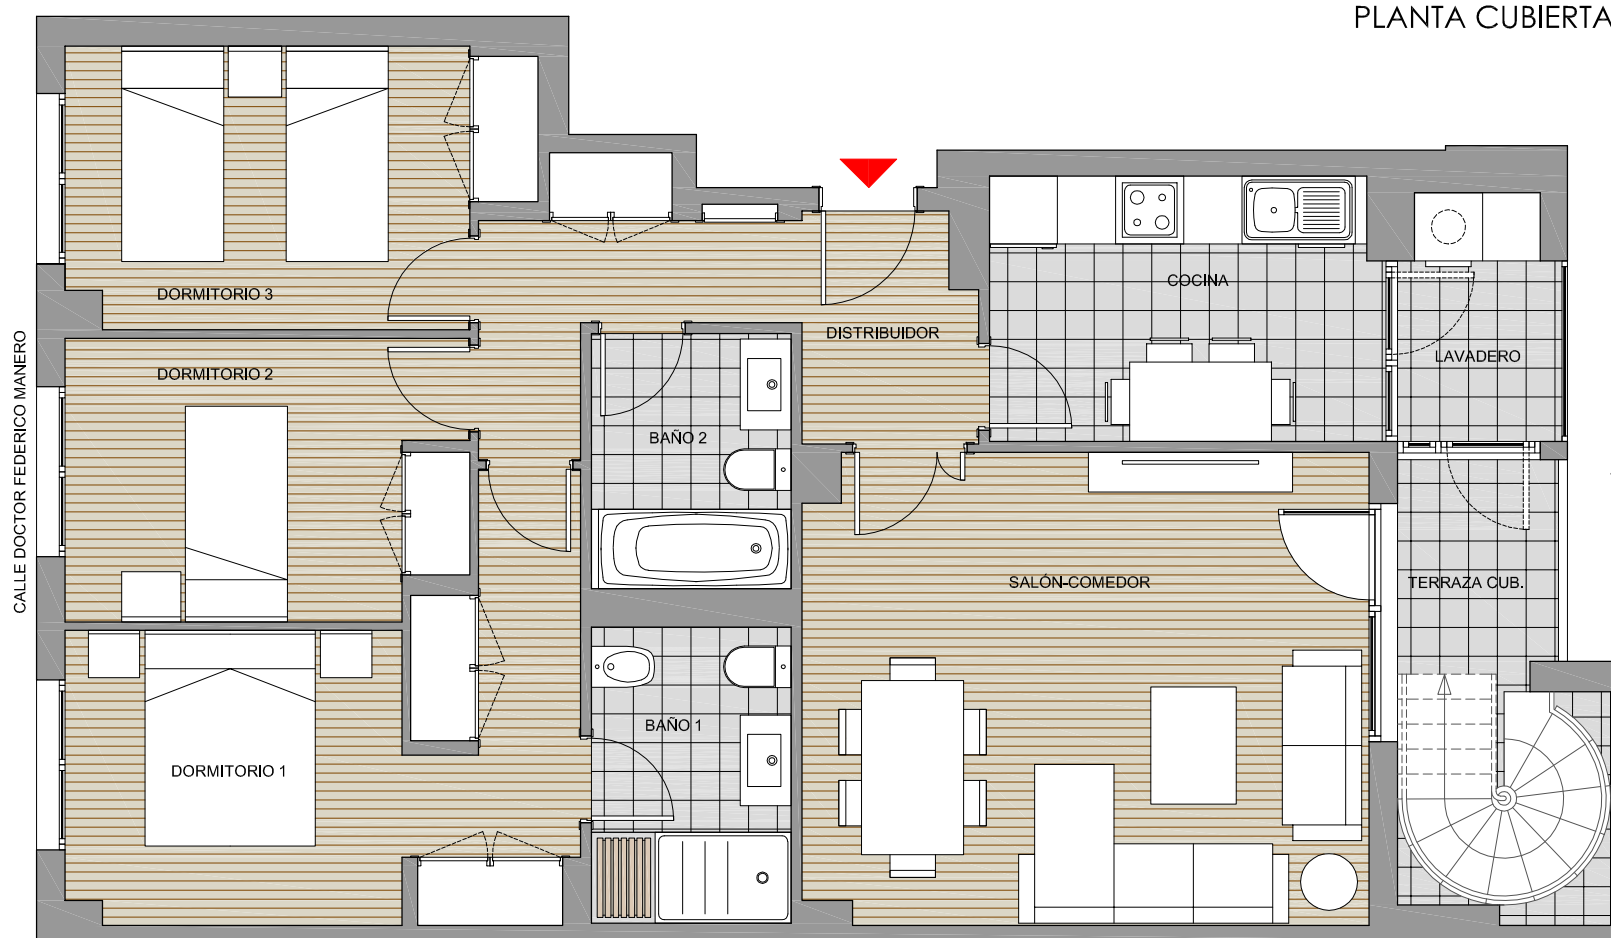 PLANTA CUBIERTA
COCINA
DORMITORIO 3
DISTRIBUIDOR
LAVADERO
DORMITORIO 2
BAÑO 2
CALLE DOCTOR FEDERICO MANERO
SALÓN-COMEDOR
TERRAZA CUB.
BAÑO 1
DORMITORIO 1